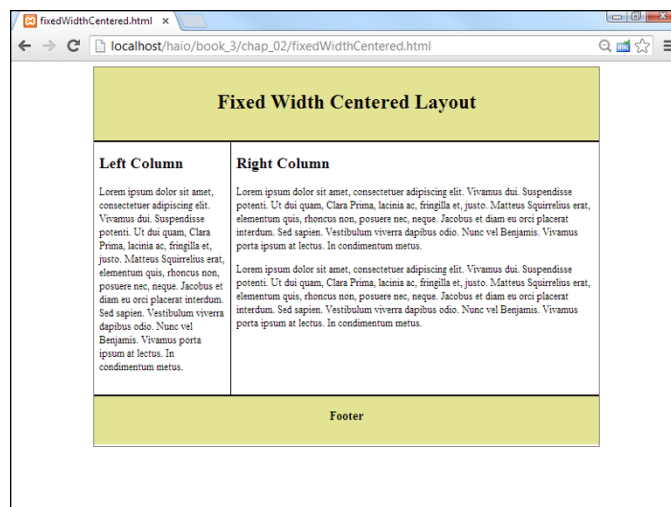 fixedWidthCentered.html
localhost/haio/book_3/chap_02/fixedWidthCentered.html
Fixed Width Centered Layout
Left Column
Lorem ipsum dolor sit amet,
consectetuer adipiscing elit.
Vivamus dui. Suspendisse
potenti. Ut dui quam, Clara
Prima, lacinia ac, fringilla et,
justo. Matteus Squirrelius erat,
elementum quis, rhoncus non,
posuere nec, neque. Jacobus et
diam eu orci placerat interdum.
Sed sapien. Vestibulum viverra
dapibus odio. Nunc vel
Benjamis. Vivamus porta
ipsum at lectus. In
condimentum metus.
Right Column
Lorem ipsum dolor sit amet, consectetuer adipiscing elit. Vivamus dui. Suspendisse
potenti. Ut dui quam, Clara Prima, lacinia ac, fringilla et, justo. Matteus Squirrelius erat,
elementum quis, rhoncus non, posuere nec, neque. Jacobus et diam eu orci placerat
interdum. Sed sapien. Vestibulum viverra dapibus odio. Nunc vel Benjamis. Vivamus
porta ipsum at lectus. In condimentum metus.
Lorem ipsum dolor sit amet, consectetuer adipiscing elit. Vivamus dui. Suspendisse
potenti. Ut dui quam, Clara Prima, lacinia ac, fringilla et, justo. Matteus Squirrelius erat,
elementum quis, rhoncus non, posuere nec, neque. Jacobus et diam eu orci placerat
interdum. Sed sapien. Vestibulum viverra dapibus odio. Nunc vel Benjamis. Vivamus
porta ipsum at lectus. In condimentum metus.
Footer